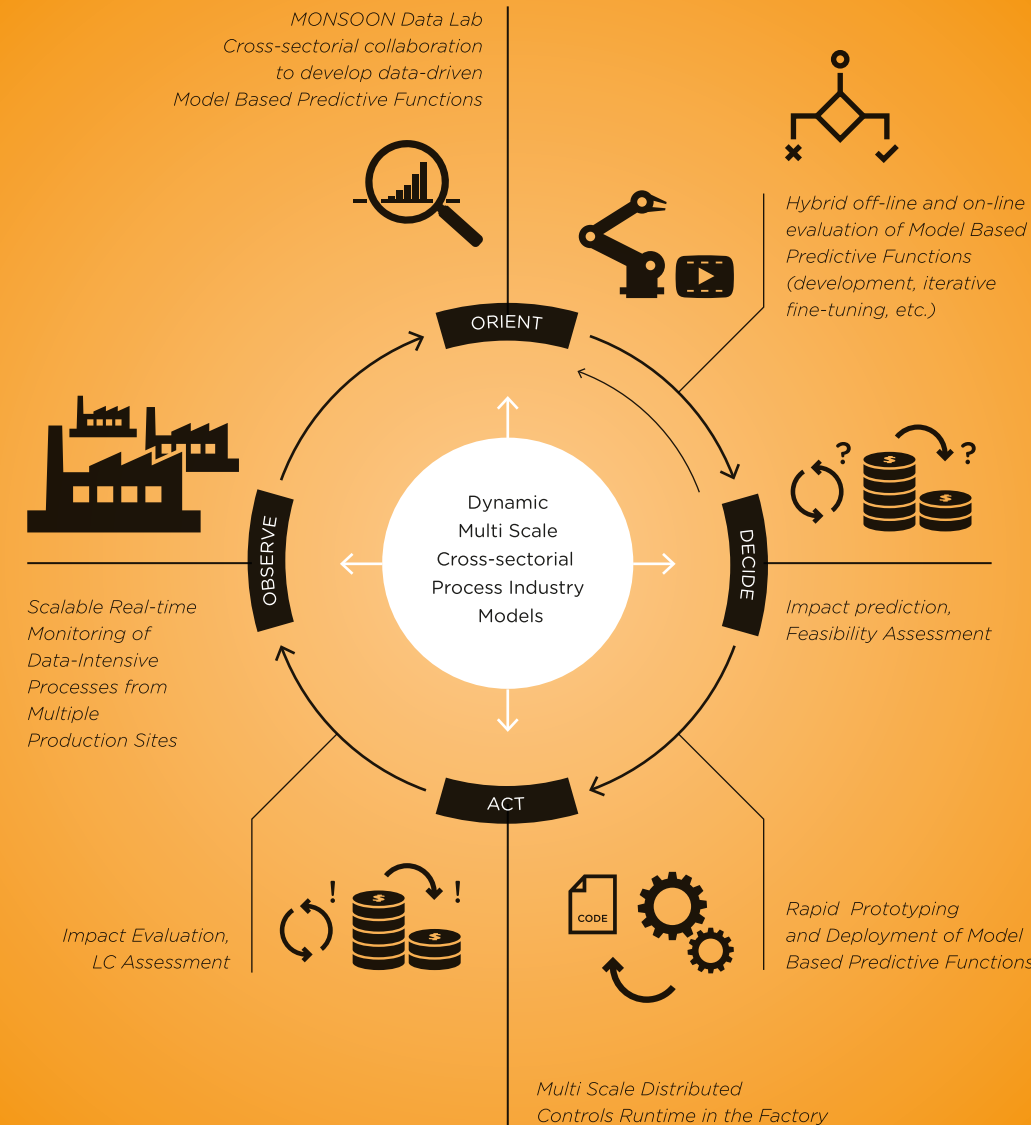 MONSOON Data Lab
Cross-sectorial collaboration
to develop data-driven
Model Based Predictive Functions
Hybrid off-line and on-line
evaluation of Model Based
Predictive Functions
(development, iterative
fine-tuning, etc.)
ORIENT
? ?
$
$
Dynamic
Multi Scale
Cross-sectorial
Process Industry
Models
OBSERVE
DECIDE
Scalable Real-time
Monitoring of
Data-Intensive
Processes from
Multiple
Production Sites
Impact prediction,
Feasibility Assessment
ACT
! !
$
$
CODE
Impact Evaluation,
LC Assessment
Rapid Prototyping
and Deployment of Model
Based Predictive Functions
Multi Scale Distributed
Controls Runtime in the Factory